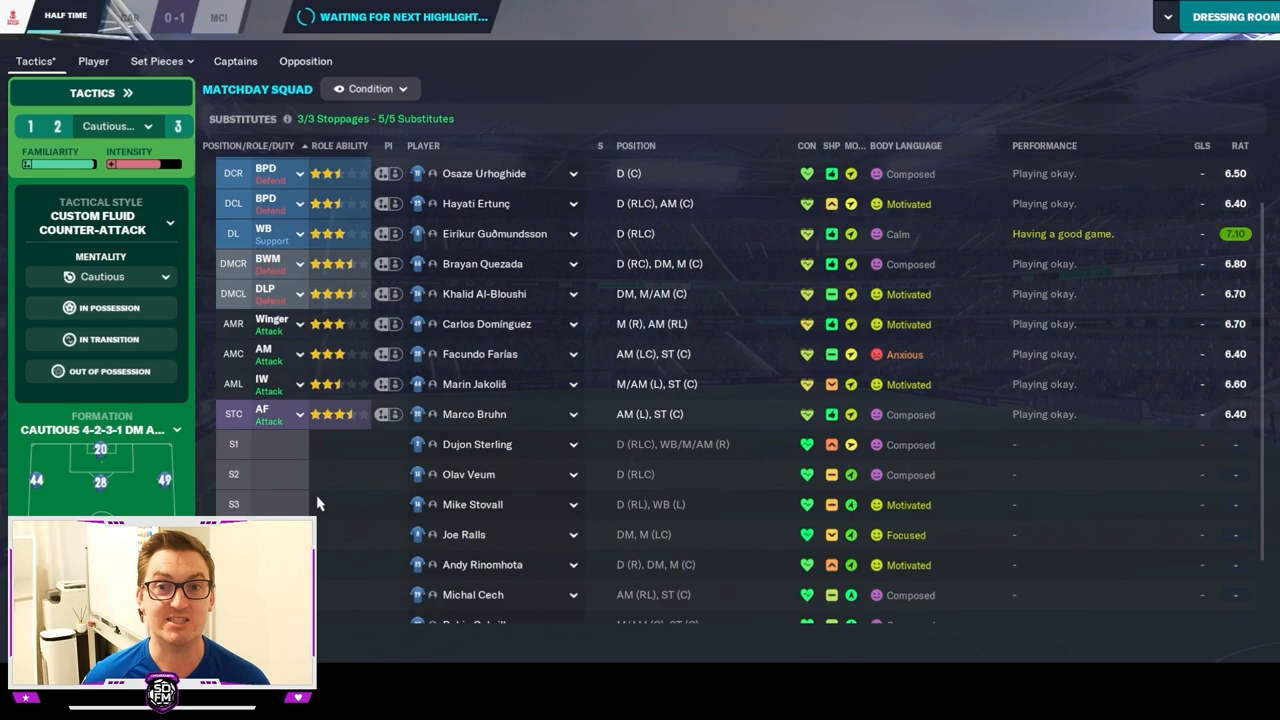 HALF TIME
CAR 0-1 MCI
WAITING FOR NEXT HIGHLIGHT...
DRESSING ROOM
Tactics* Player Set Pieces Captains Opposition
TACTICS
1 2 Cautious... 3
FAMILIARITY INTENSITY
TACTICAL STYLE
CUSTOM FLUID
COUNTER-ATTACK
MENTALITY
Cautious
IN POSSESSION
IN TRANSITION
OUT OF POSSESSION
FORMATION
CAUTIOUS 4-2-3-1 DM A...
20
44 28 49
MATCHDAY SQUAD Condition
SUBSTITUTES 3/3 Stoppages - 5/5 Substitutes
POSITION/ROLE/DUTY ROLE ABILITY PI PLAYER S POSITION CON SHP MO... BODY LANGUAGE PERFORMANCE GLS RAT
DCR BPD Defend Osaze Urhoghide D (C) Composed Playing okay. - 6.50
DCL BPD Defend Hayati Ertunç D (RLC), AM (C) Motivated Playing okay. - 6.40
DL WB Support Eiríkur Guðmundsson D (RLC) Calm Having a good game. - 7.10
DMCR BWM Defend Brayan Quezada D (RC), DM, M (C) Composed Playing okay. - 6.80
DMCL DLP Defend Khalid Al-Bloushi DM, M/AM (C) Motivated Playing okay. - 6.70
AMR Winger Attack Carlos Domínguez M (R), AM (RL) Motivated Playing okay. - 6.70
AMC AM Attack Facundo Farías AM (LC), ST (C) Anxious Playing okay. - 6.40
AML IW Attack Marin Jakoliš M/AM (L), ST (C) Motivated Playing okay. - 6.60
STC AF Attack Marco Bruhn AM (L), ST (C) Composed Playing okay. - 6.40
S1 Dujon Sterling D (RLC), WB/M/AM (R) Composed - - -
S2 Olav Veum D (RLC) Composed - - -
S3 Mike Stovall D (RL), WB (L) Motivated - - -
Joe Ralls DM, M (LC) Focused - - -
Andy Rinomhota D (R), DM, M (C) Motivated - - -
Michal Cech AM (RL), ST (C) Composed - - -
SD
FM